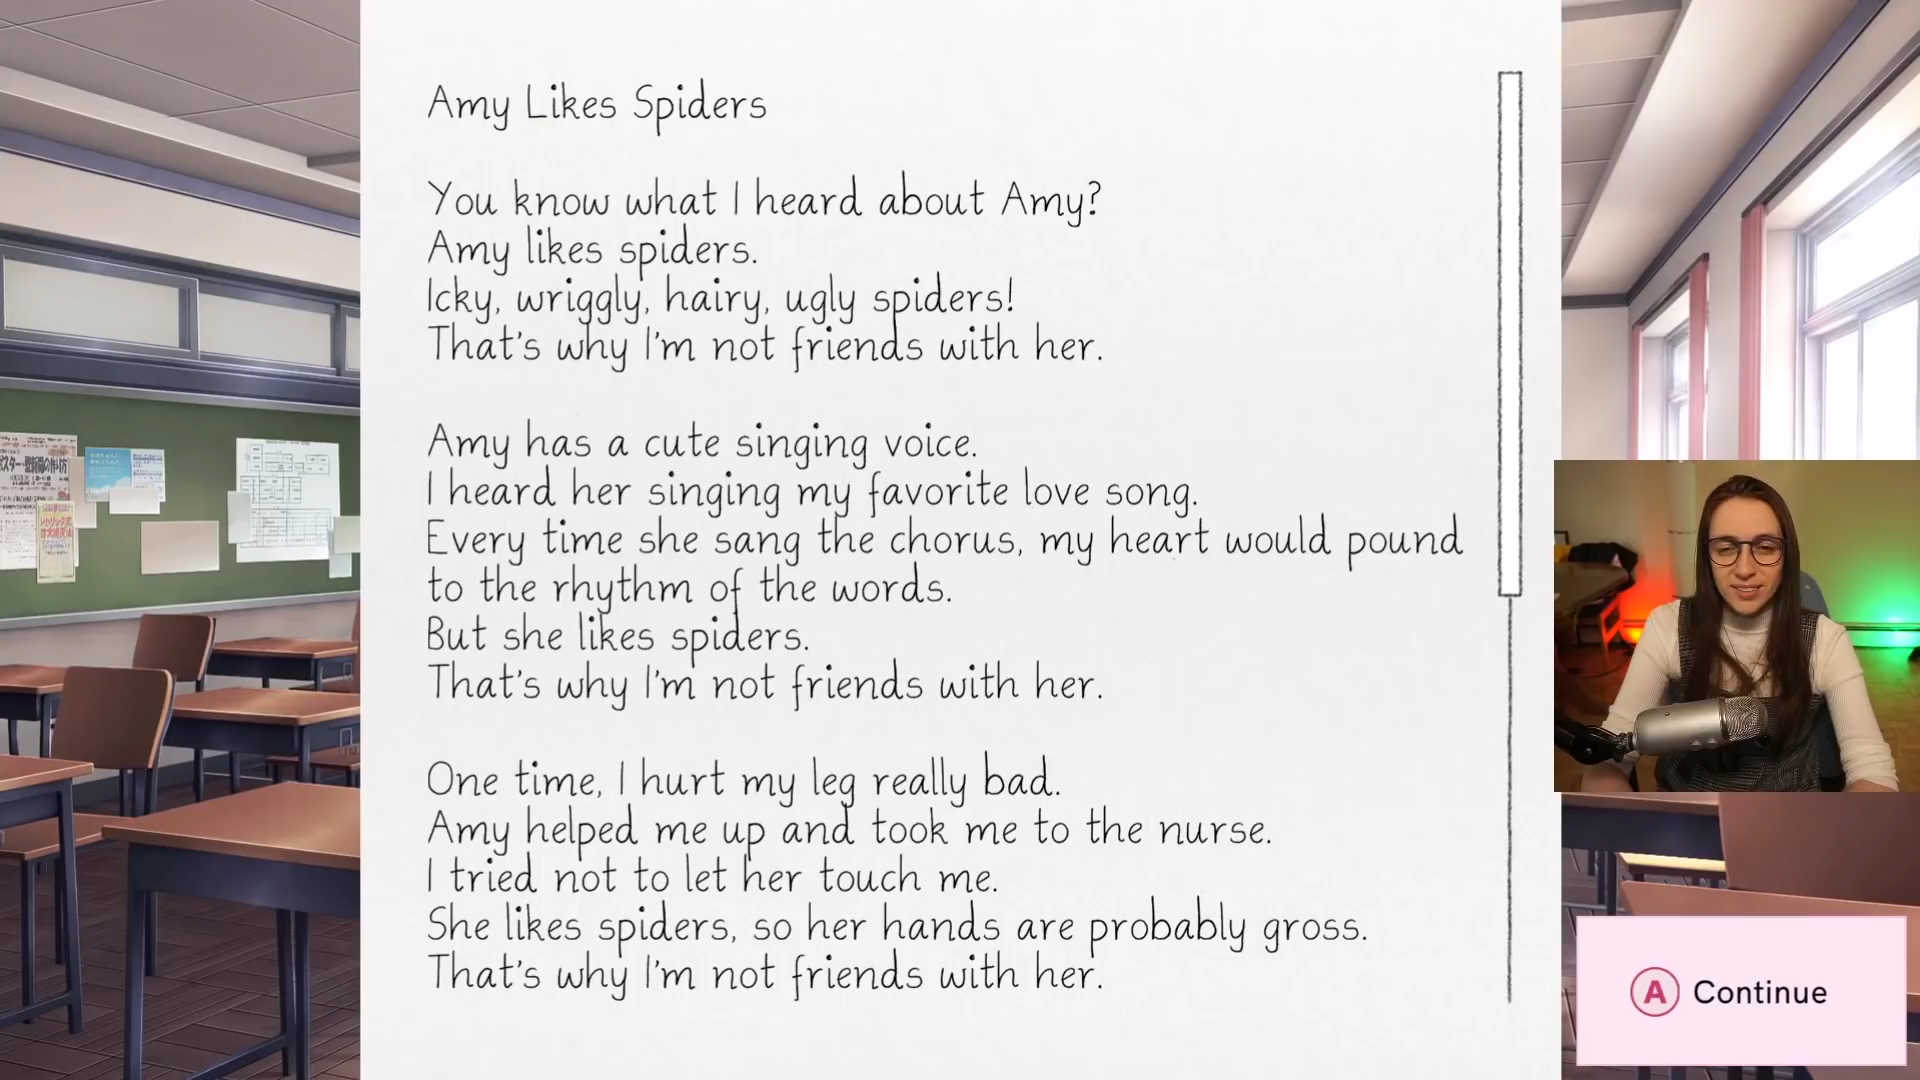 Amy Likes Spiders
You know what I heard about Amy?
Amy likes spiders.
Icky, wriggly, hairy, ugly spiders!
That's why I'm not friends with her.
Amy has a cute singing voice.
I heard her singing my favorite love song.
Every time she sang the chorus, my heart would pound
to the rhythm of the words.
But she likes spiders.
That's why I'm not friends with her.
One time, I hurt my leg really bad.
Amy helped me up and took me to the nurse.
I tried not to let her touch me.
She likes spiders, so her hands are probably gross.
That's why I'm not friends with her.
A Continue